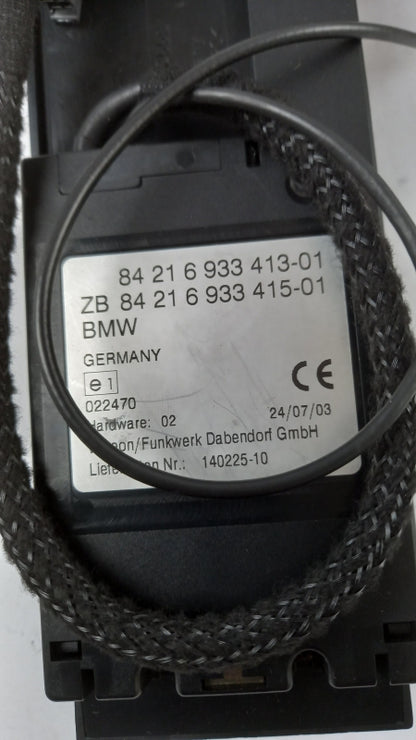 84 21 6 933 413-01
ZB 84 21 6 933 415-01
BMW
GERMANY
e1 CE
022470
Hardware: 02 24/07/03
/Funkwerk Dabendorf GmbH
Nr.: 140225-10